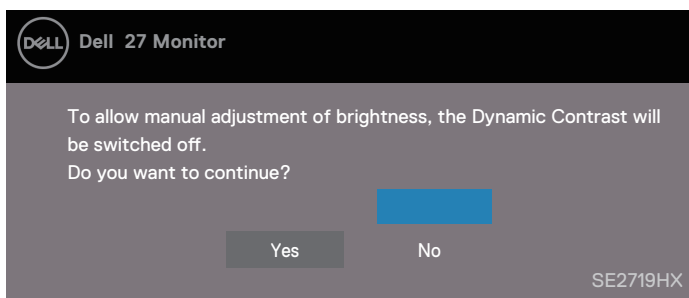 DELL
Dell 27 Monitor
To allow manual adjustment of brightness, the Dynamic Contrast will
be switched off.
Do you want to continue?
Yes No
SE2719HX